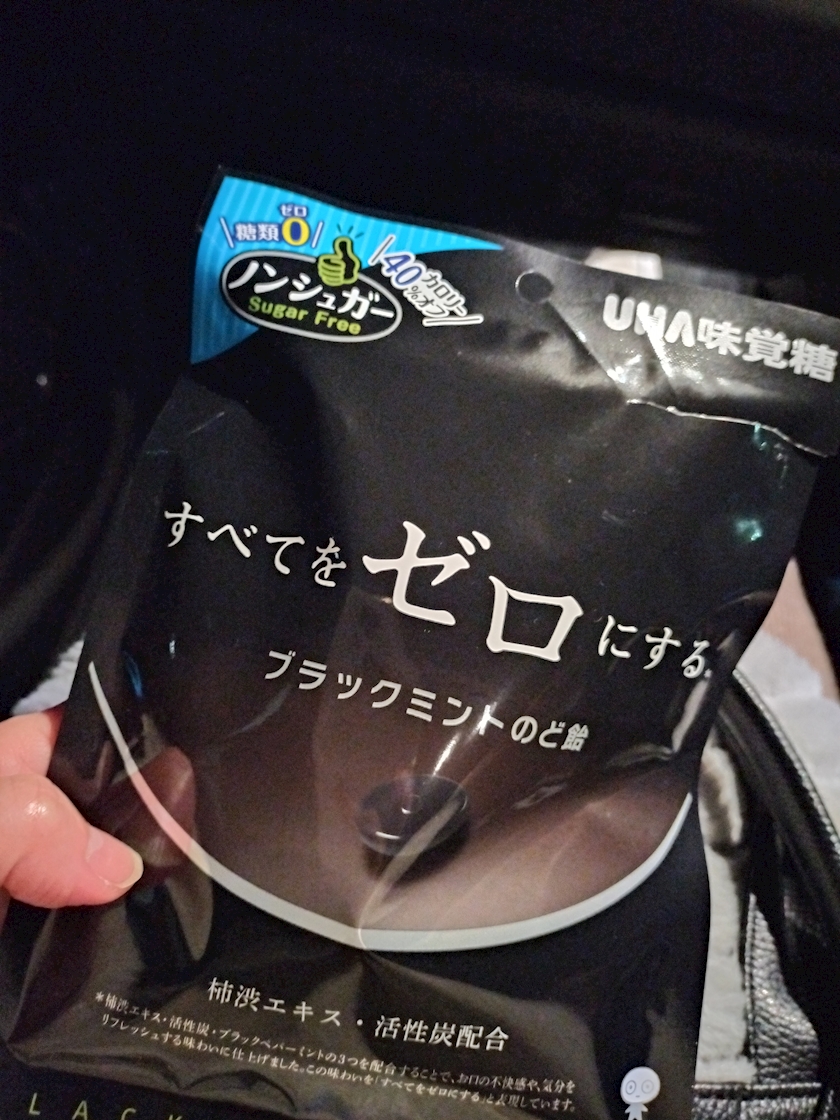 ゼロ
糖類0
40%カロリーオフ
ノンシュガー
Sugar Free
UHA味覚糖
すべてをゼロにする。
ブラックミントのど飴
柿渋エキス・活性炭配合
*柿渋エキス・活性炭・ブラックペパーミントの3つを配合することで、お口の不快感や、気分を
リフレッシュする味わいに仕上げました。この味わいを「すべてをゼロにする」と表現しています。
LACK